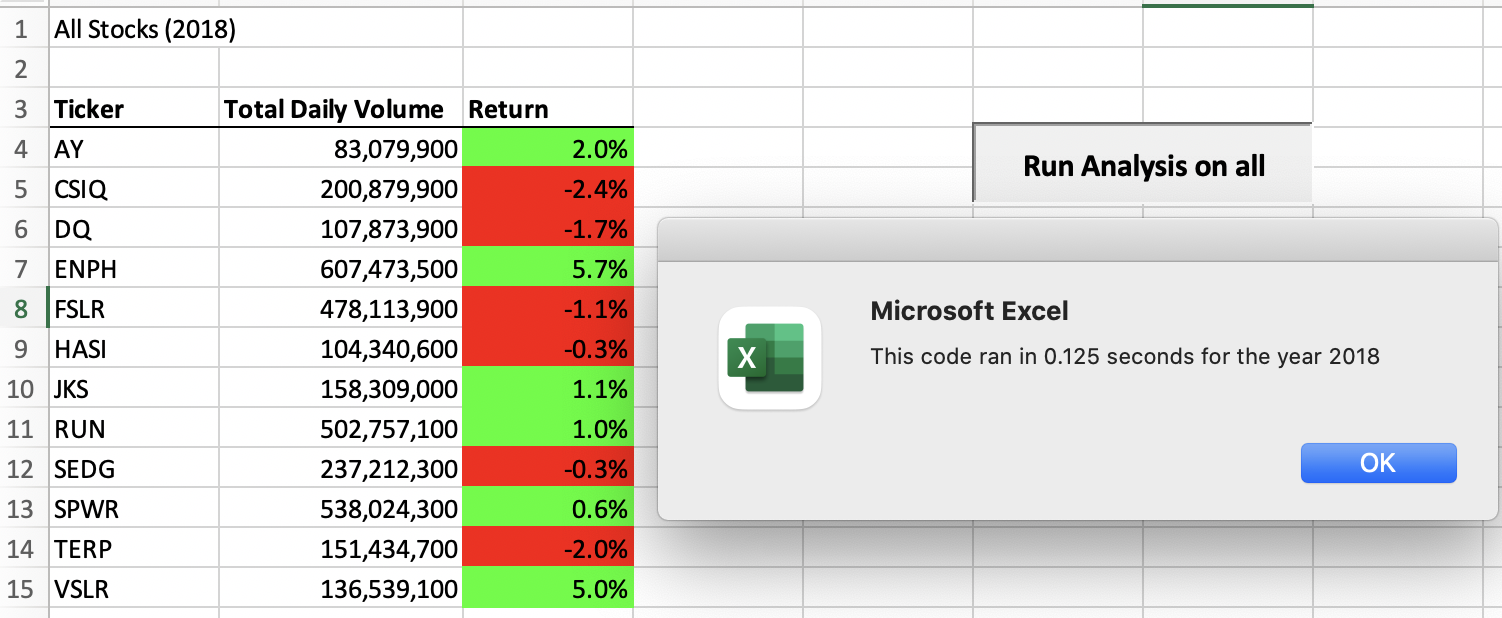 1 All Stocks (2018)
2
3 Ticker Total Daily Volume Return
4 AY 83,079,900 2.0%
5 CSIQ 200,879,900 -2.4%
6 DQ 107,873,900 -1.7%
7 ENPH 607,473,500 5.7%
8 FSLR 478,113,900 -1.1%
9 HASI 104,340,600 -0.3%
10 JKS 158,309,000 1.1%
11 RUN 502,757,100 1.0%
12 SEDG 237,212,300 -0.3%
13 SPWR 538,024,300 0.6%
14 TERP 151,434,700 -2.0%
15 VSLR 136,539,100 5.0%
Run Analysis on all
X
Microsoft Excel
This code ran in 0.125 seconds for the year 2018
OK